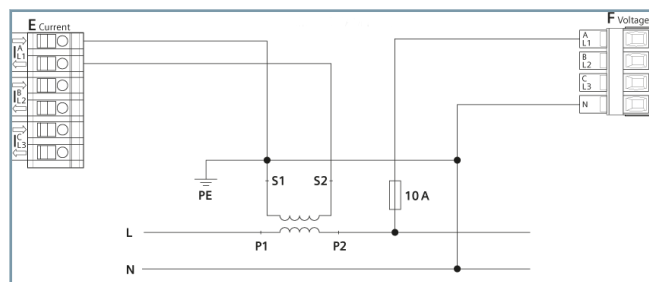 E Current
F Voltage
I A L1
I B L2
I C L3
A L1
B L2
C L3
N
S1 S2
PE
10 A
L
P1 P2
N